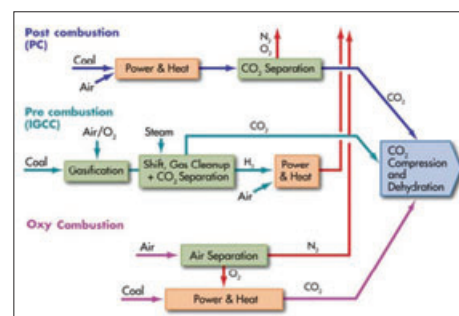 Post combustion
(PC)
N₂
O₂
Coal
Air
Power & Heat
CO₂ Separation
CO₂
Pre combustion
(IGCC)
Air/O₂
Steam
CO₂
Coal
Gasification
Shift, Gas Cleanup
+ CO₂ Separation
H₂
Air
Power
& Heat
CO₂
Compression
and
Dehydration
Oxy Combustion
Air
Air Separation
N₂
O₂
Coal
Power & Heat
CO₂